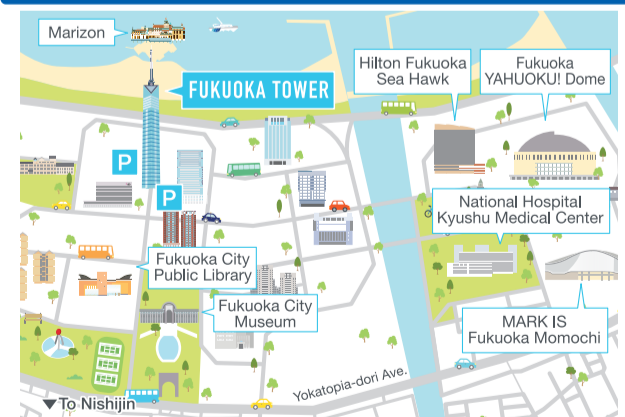 Marizon
FUKUOKA TOWER
Hilton Fukuoka
Sea Hawk
Fukuoka
YAHUOKU! Dome
P
P
National Hospital
Kyushu Medical Center
Fukuoka City
Public Library
Fukuoka City
Museum
MARK IS
Fukuoka Momochi
Yokatopia-dori Ave.
▼To Nishijin